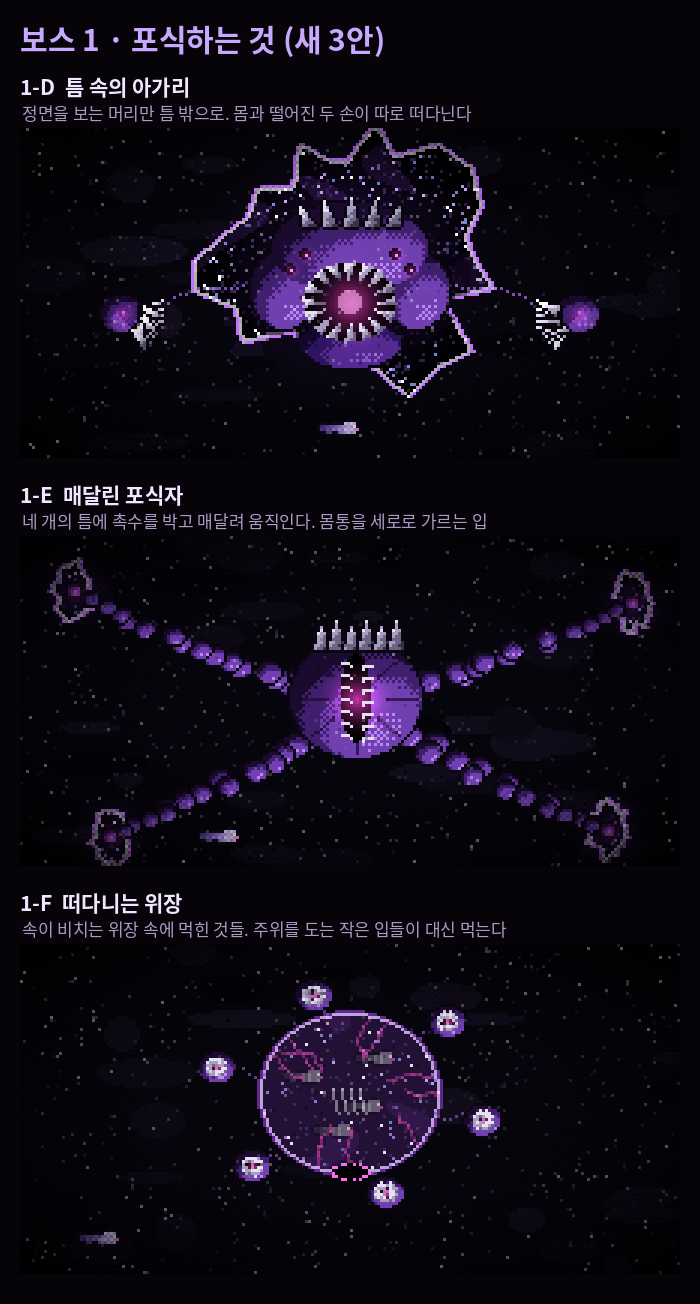 보스 1 · 포식하는 것 (새 3안)
1-D 틈 속의 아가리
정면을 보는 머리만 틈 밖으로. 몸과 떨어진 두 손이 따로 떠다닌다
1-E 매달린 포식자
네 개의 틈에 촉수를 박고 매달려 움직인다. 몸통을 세로로 가르는 입
1-F 떠다니는 위장
속이 비치는 위장 속에 먹힌 것들. 주위를 도는 작은 입들이 대신 먹는다